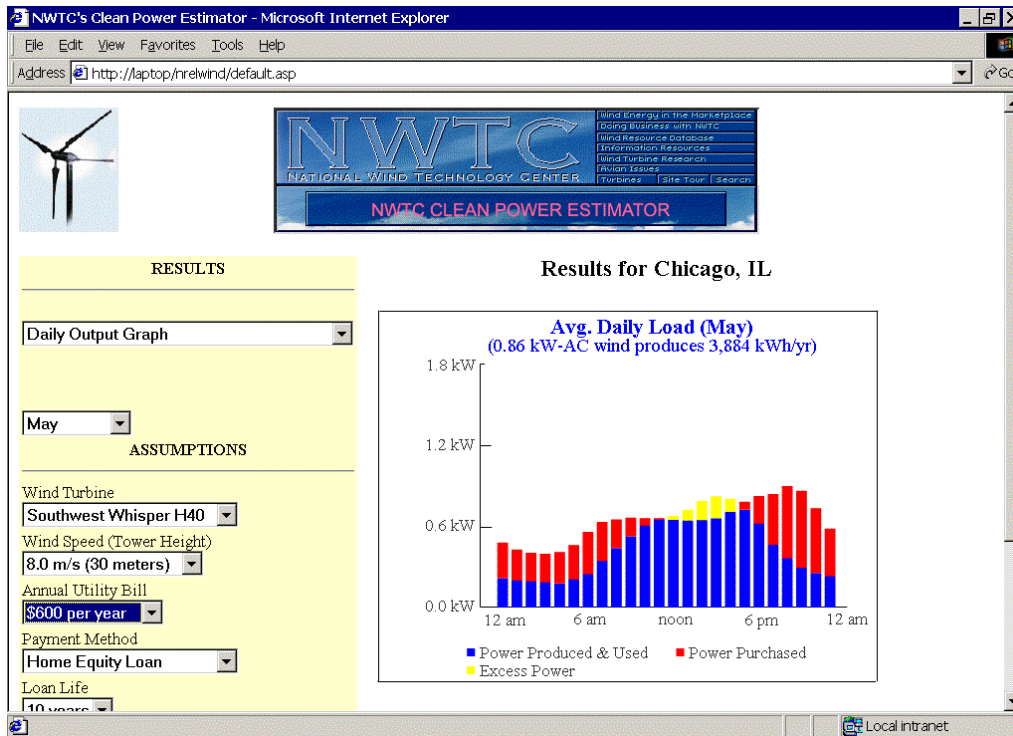 NWTC's Clean Power Estimator - Microsoft Internet Explorer
File Edit View Favorites Tools Help
Address http://laptop/nrelwind/default.asp Go
NWTC
NATIONAL WIND TECHNOLOGY CENTER
Wind Energy in the Marketplace
Doing Business with NWTC
Wind Resource Database
Information Resources
Wind Turbine Research
Avian Issues
Turbines Site Tour Search
NWTC CLEAN POWER ESTIMATOR
RESULTS
Daily Output Graph
May
ASSUMPTIONS
Wind Turbine
Southwest Whisper H40
Wind Speed (Tower Height)
8.0 m/s (30 meters)
Annual Utility Bill
$600 per year
Payment Method
Home Equity Loan
Loan Life
10 years
Results for Chicago, IL
Avg. Daily Load (May)
(0.86 kW-AC wind produces 3,884 kWh/yr)
1.8 kW
1.2 kW
0.6 kW
0.0 kW
12 am 6 am noon 6 pm 12 am
Power Produced & Used Power Purchased
Excess Power
Local intranet